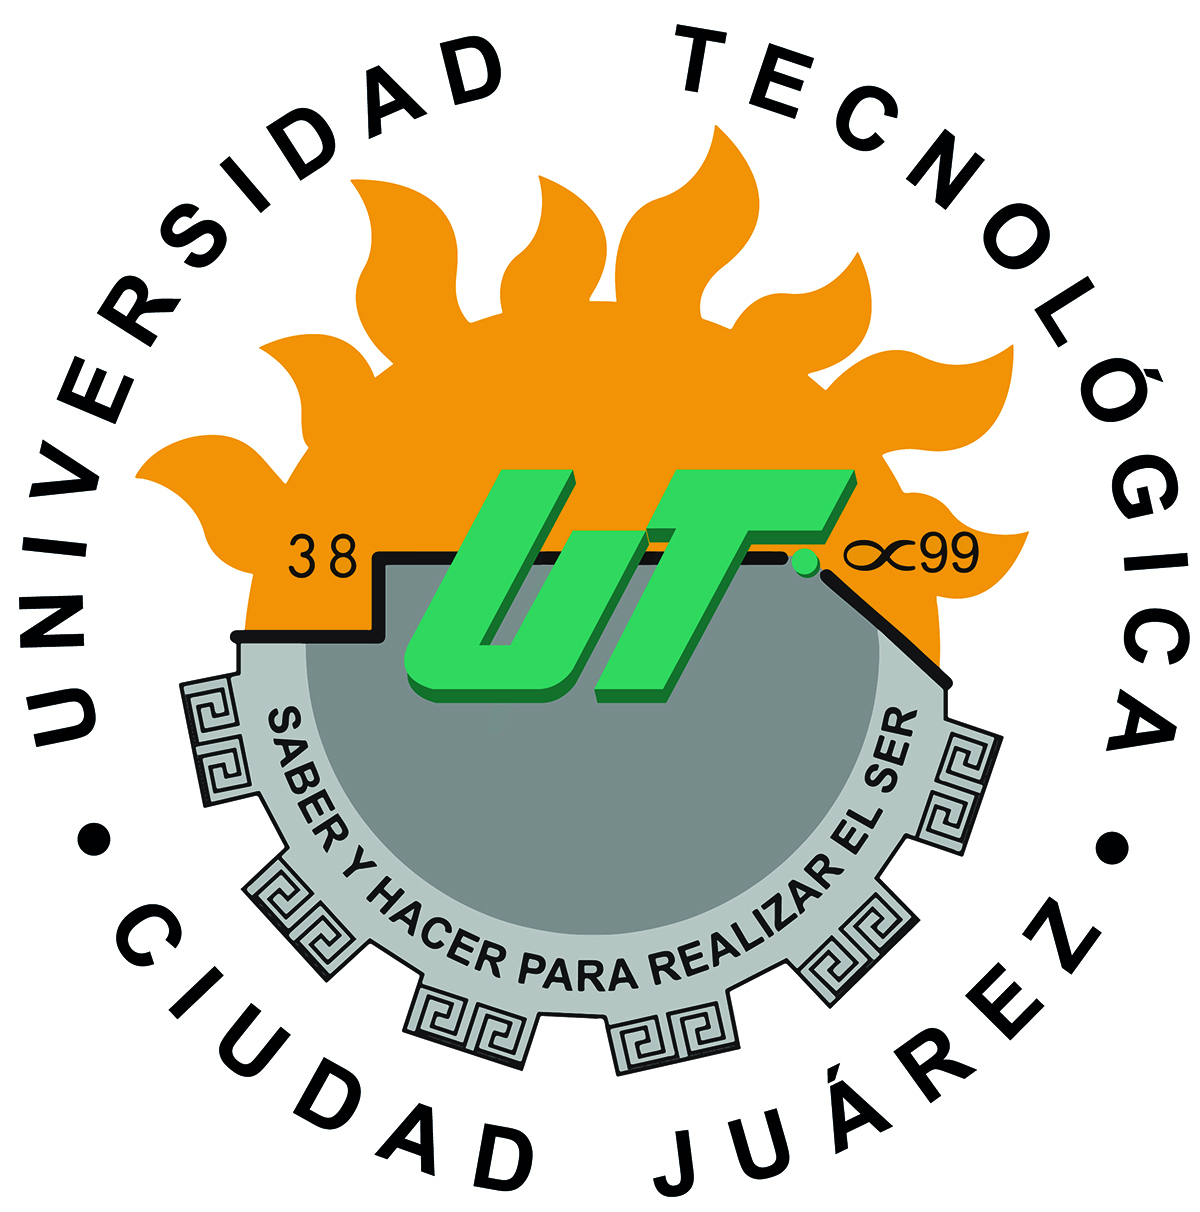 UNIVERSIDAD TECNOLÓGICA
38
UT
∝99
SABER Y HACER PARA REALIZAR EL SER
• CIUDAD JUÁREZ •